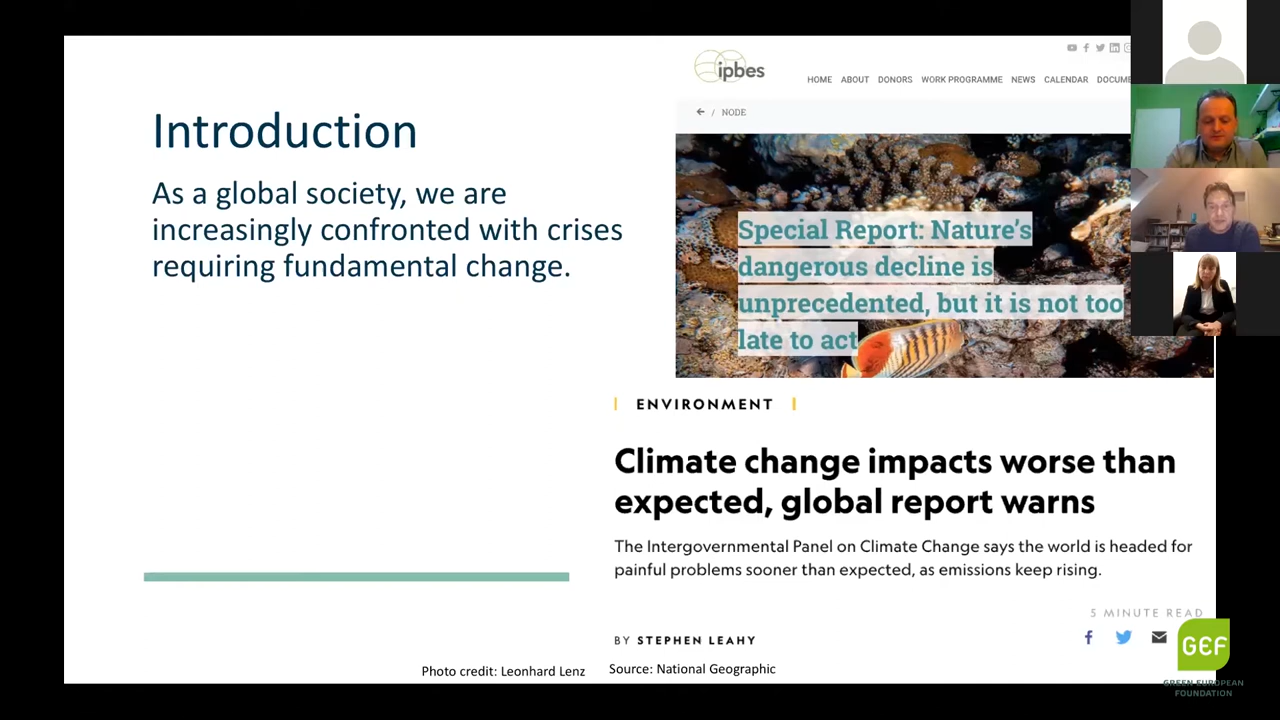 Introduction
As a global society, we are
increasingly confronted with crises
requiring fundamental change.
ipbes
HOME ABOUT DONORS WORK PROGRAMME NEWS CALENDAR DOCUME
/ NODE
Special Report: Nature's
dangerous decline is
unprecedented, but it is not too
late to act
ENVIRONMENT
Climate change impacts worse than
expected, global report warns
The Intergovernmental Panel on Climate Change says the world is headed for
painful problems sooner than expected, as emissions keep rising.
5 MINUTE READ
BY STEPHEN LEAHY
Photo credit: Leonhard Lenz
Source: National Geographic
GEF
GREEN EUROPEAN
FOUNDATION